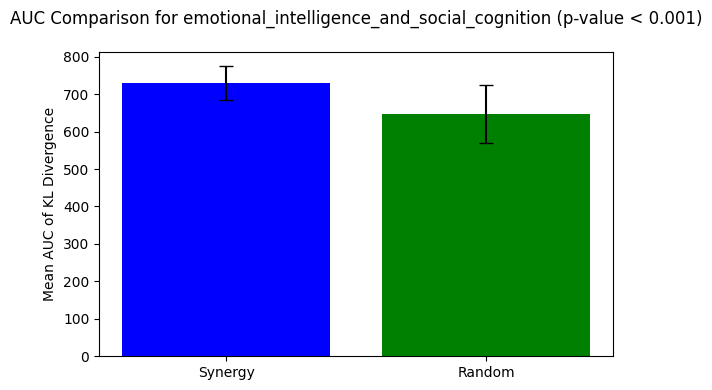 AUC Comparison for emotional_intelligence_and_social_cognition (p-value < 0.001)
Mean AUC of KL Divergence
800
700
600
500
400
300
200
100
0
Synergy
Random